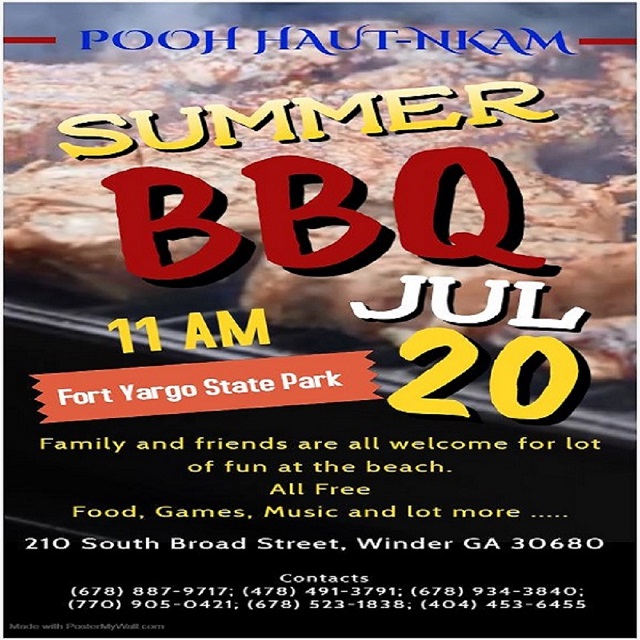 POOH HAUT-NKAM
SUMMER
BBQ
JUL
20
11 AM
Fort Yargo State Park
Family and friends are all welcome for lot
of fun at the beach.
All Free
Food, Games, Music and lot more .....
210 South Broad Street, Winder GA 30680
Contacts
(678) 887-9717; (478) 491-3791; (678) 934-3840;
(770) 905-0421; (678) 523-1838; (404) 453-6455
Made with PosterMyWall.com